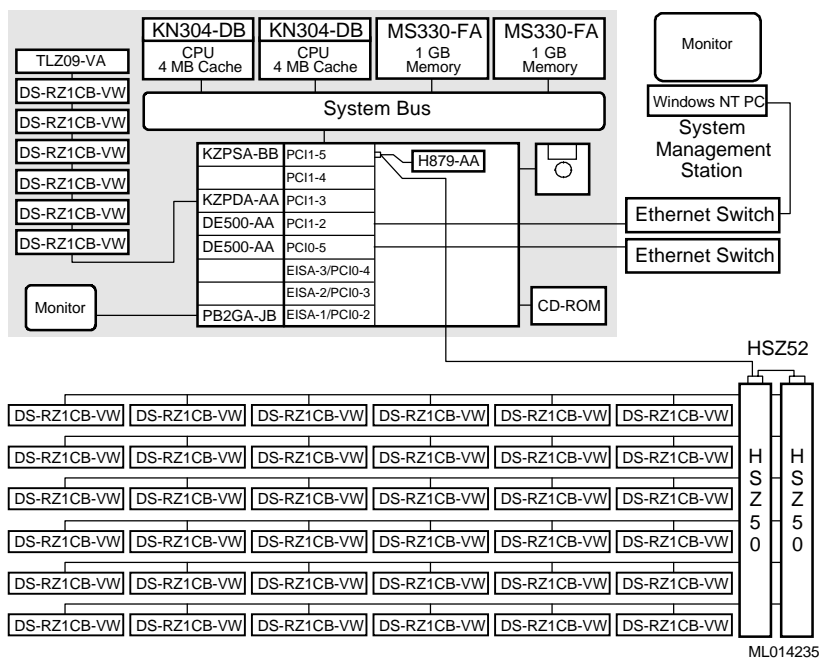 KN304-DB
CPU
4 MB Cache
KN304-DB
CPU
4 MB Cache
MS330-FA
1 GB
Memory
MS330-FA
1 GB
Memory
Monitor
TLZ09-VA
DS-RZ1CB-VW
DS-RZ1CB-VW
DS-RZ1CB-VW
DS-RZ1CB-VW
DS-RZ1CB-VW
DS-RZ1CB-VW
System Bus
Windows NT PC
System
Management
Station
KZPSA-BB PCI1-5
PCI1-4
KZPDA-AA PCI1-3
DE500-AA PCI1-2
DE500-AA PCI0-5
EISA-3/PCI0-4
EISA-2/PCI0-3
PB2GA-JB EISA-1/PCI0-2
H879-AA
Ethernet Switch
Ethernet Switch
Monitor
CD-ROM
HSZ52
DS-RZ1CB-VW DS-RZ1CB-VW DS-RZ1CB-VW DS-RZ1CB-VW DS-RZ1CB-VW DS-RZ1CB-VW
DS-RZ1CB-VW DS-RZ1CB-VW DS-RZ1CB-VW DS-RZ1CB-VW DS-RZ1CB-VW DS-RZ1CB-VW
DS-RZ1CB-VW DS-RZ1CB-VW DS-RZ1CB-VW DS-RZ1CB-VW DS-RZ1CB-VW DS-RZ1CB-VW
DS-RZ1CB-VW DS-RZ1CB-VW DS-RZ1CB-VW DS-RZ1CB-VW DS-RZ1CB-VW DS-RZ1CB-VW
DS-RZ1CB-VW DS-RZ1CB-VW DS-RZ1CB-VW DS-RZ1CB-VW DS-RZ1CB-VW DS-RZ1CB-VW
DS-RZ1CB-VW DS-RZ1CB-VW DS-RZ1CB-VW DS-RZ1CB-VW DS-RZ1CB-VW DS-RZ1CB-VW
HSZ50
HSZ50
ML014235